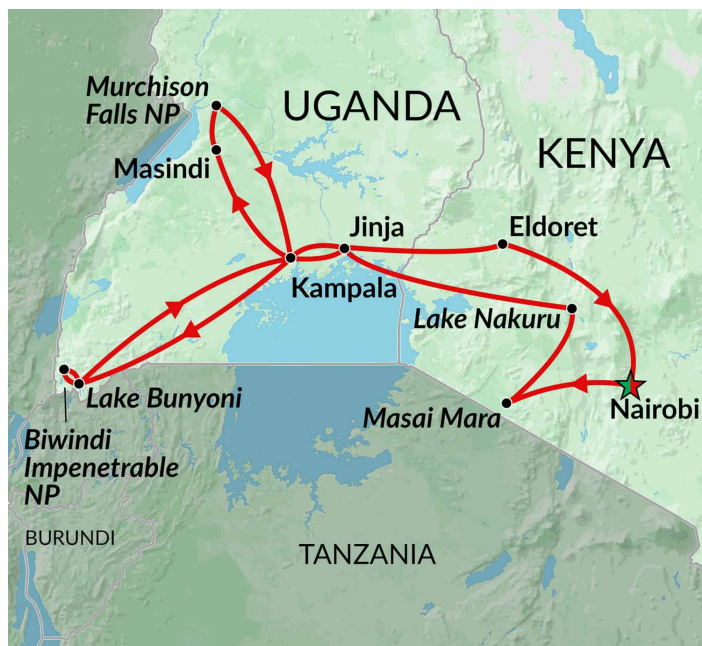 Murchison
Falls NP
UGANDA
KENYA
Masindi
Jinja
Eldoret
Kampala
Lake Nakuru
Lake Bunyoni
Masai Mara
Nairobi
Biwindi
Impenetrable
NP
BURUNDI
TANZANIA